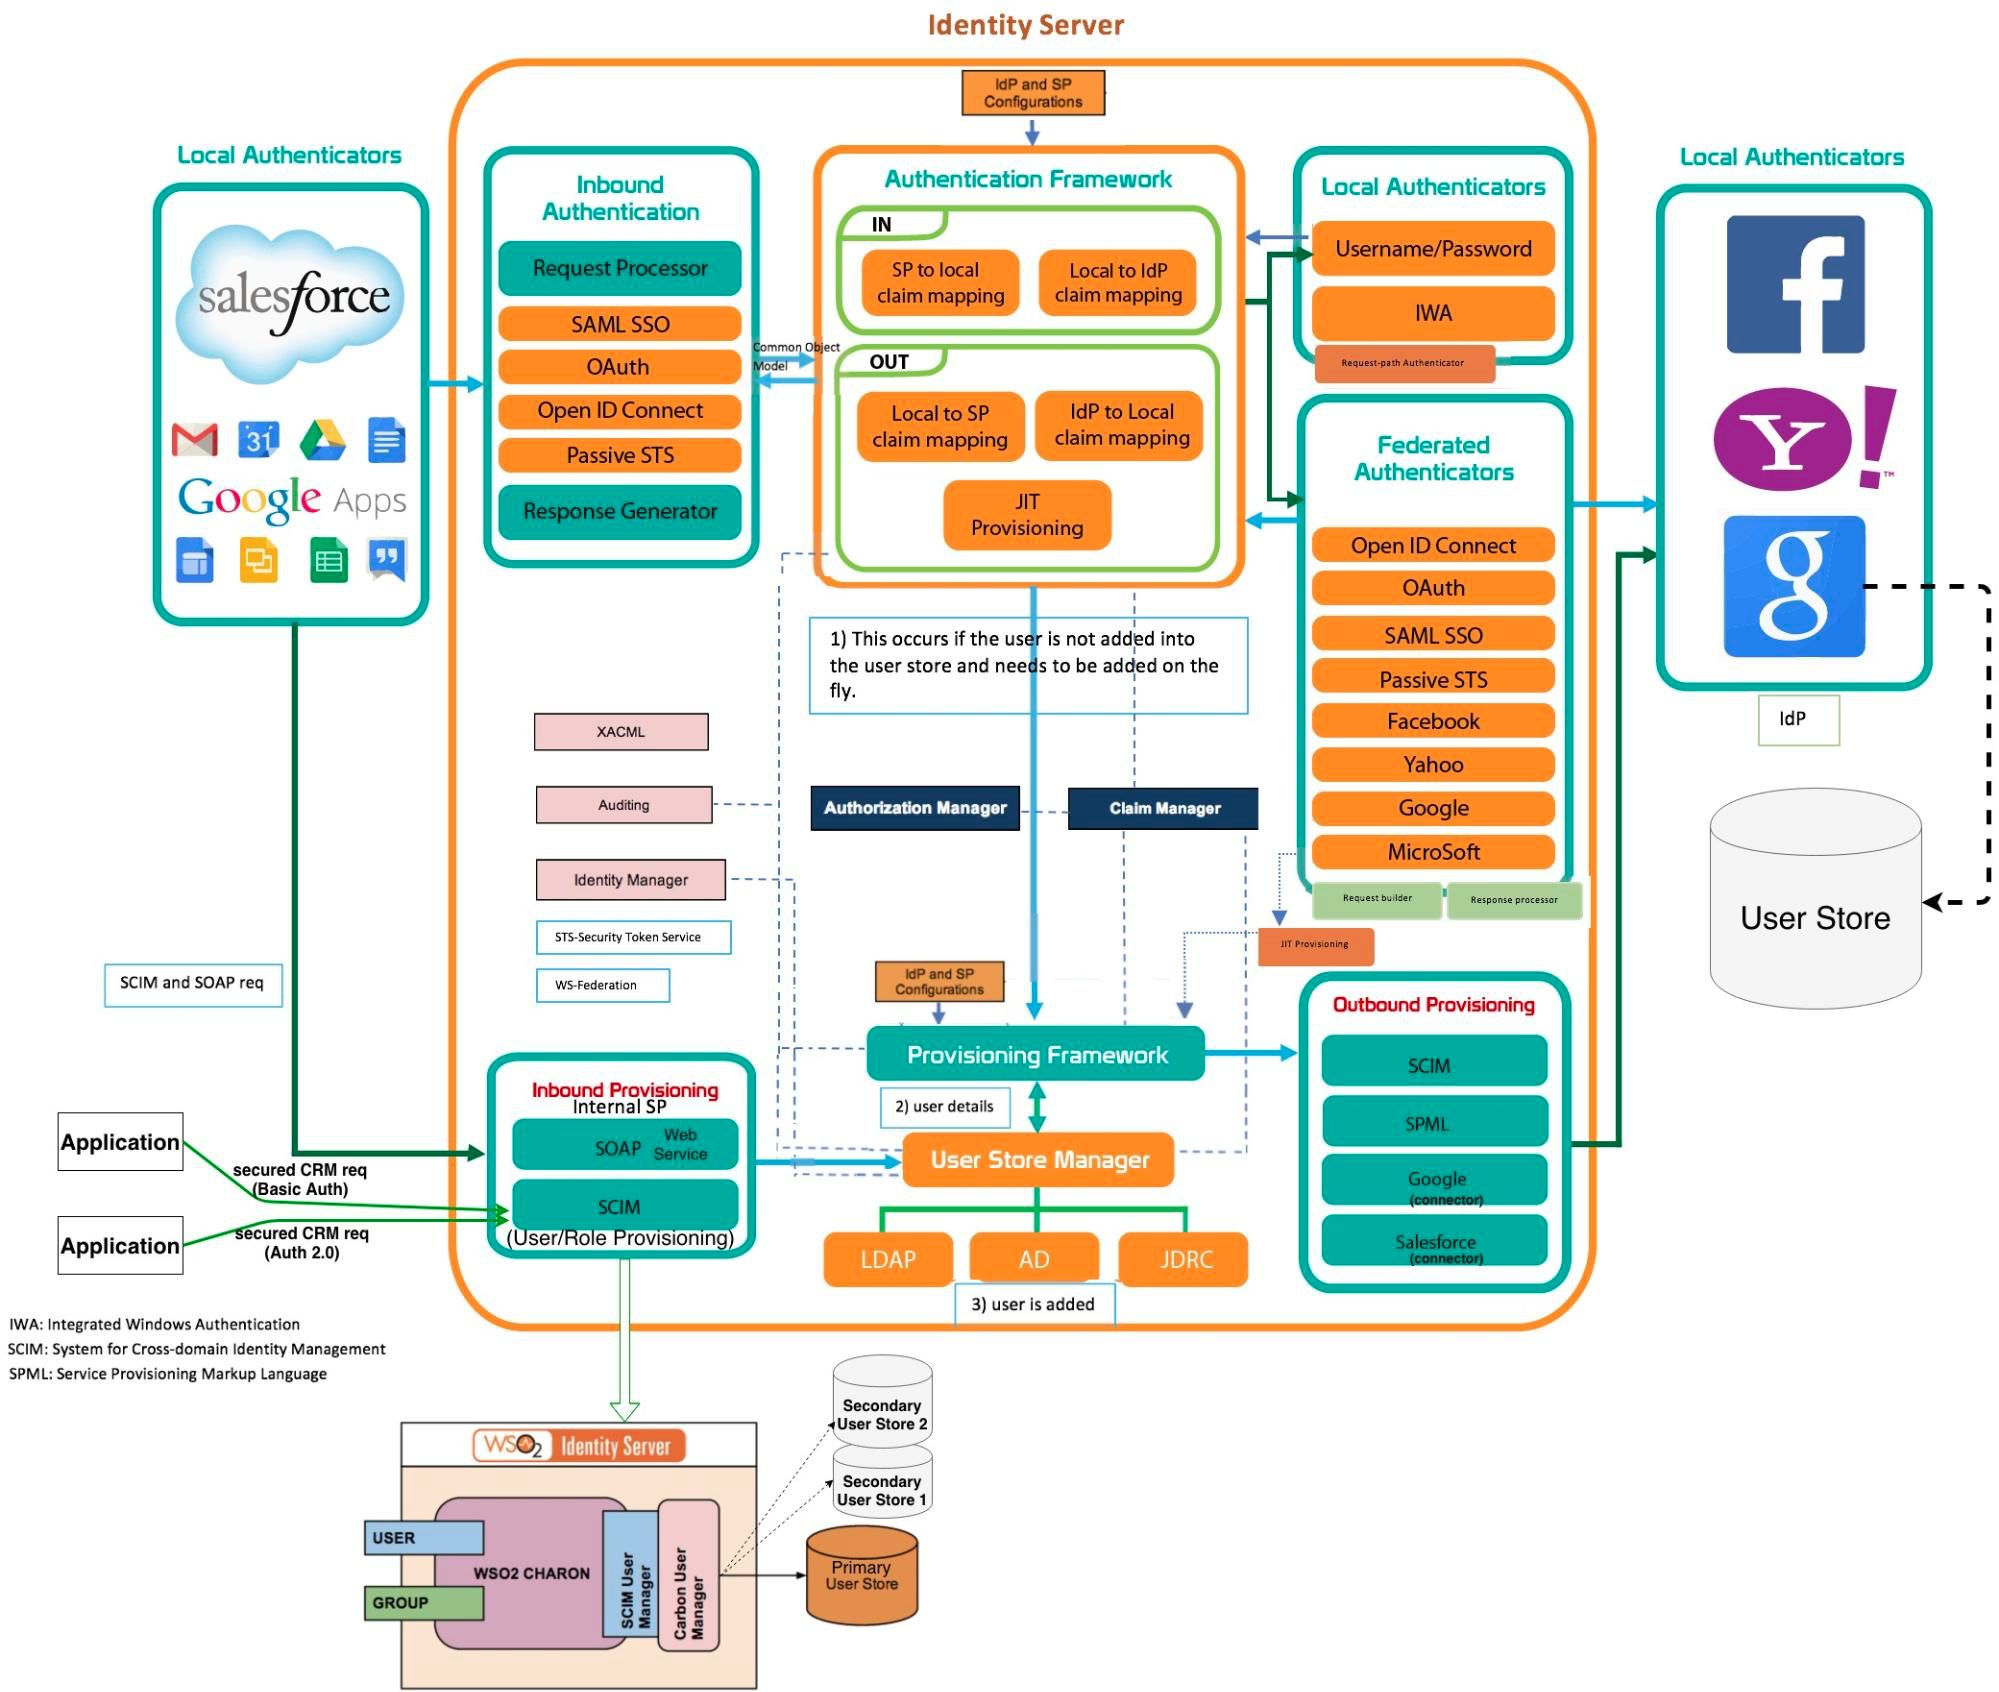 Identity Server
IdP and SP
Configurations
Local Authenticators
salesforce
31
Google Apps
Inbound
Authentication
Request Processor
SAML SSO
OAuth
Open ID Connect
Passive STS
Response Generator
Common Object
Model
Authentication Framework
IN
SP to local
claim mapping
Local to IdP
claim mapping
OUT
Local to SP
claim mapping
IdP to Local
claim mapping
JIT
Provisioning
Local Authenticators
Username/Password
IWA
Request-path Authenticator
Federated
Authenticators
Open ID Connect
OAuth
SAML SSO
Passive STS
Facebook
Yahoo
Google
MicroSoft
Request builder
Response processor
JIT Provisioning
Local Authenticators
f
Y!™
g
IdP
User Store
1) This occurs if the user is not added into
the user store and needs to be added on the
fly.
XACML
Auditing
Identity Manager
STS-Security Token Service
WS-Federation
Authorization Manager
Claim Manager
IdP and SP
Configurations
Provisioning Framework
2) user details
User Store Manager
LDAP
AD
JDRC
3) user is added
Outbound Provisioning
SCIM
SPML
Google
(connector)
Salesforce
(connector)
SCIM and SOAP req
Inbound Provisioning
Internal SP
SOAP
Web
Service
SCIM
(User/Role Provisioning)
Application
secured CRM req
(Basic Auth)
Application
secured CRM req
(Auth 2.0)
IWA: Integrated Windows Authentication
SCIM: System for Cross-domain Identity Management
SPML: Service Provisioning Markup Language
WSO2 Identity Server
USER
GROUP
WSO2 CHARON
SCIM User
Manager
Carbon User
Manager
Secondary
User Store 2
Secondary
User Store 1
Primary
User Store